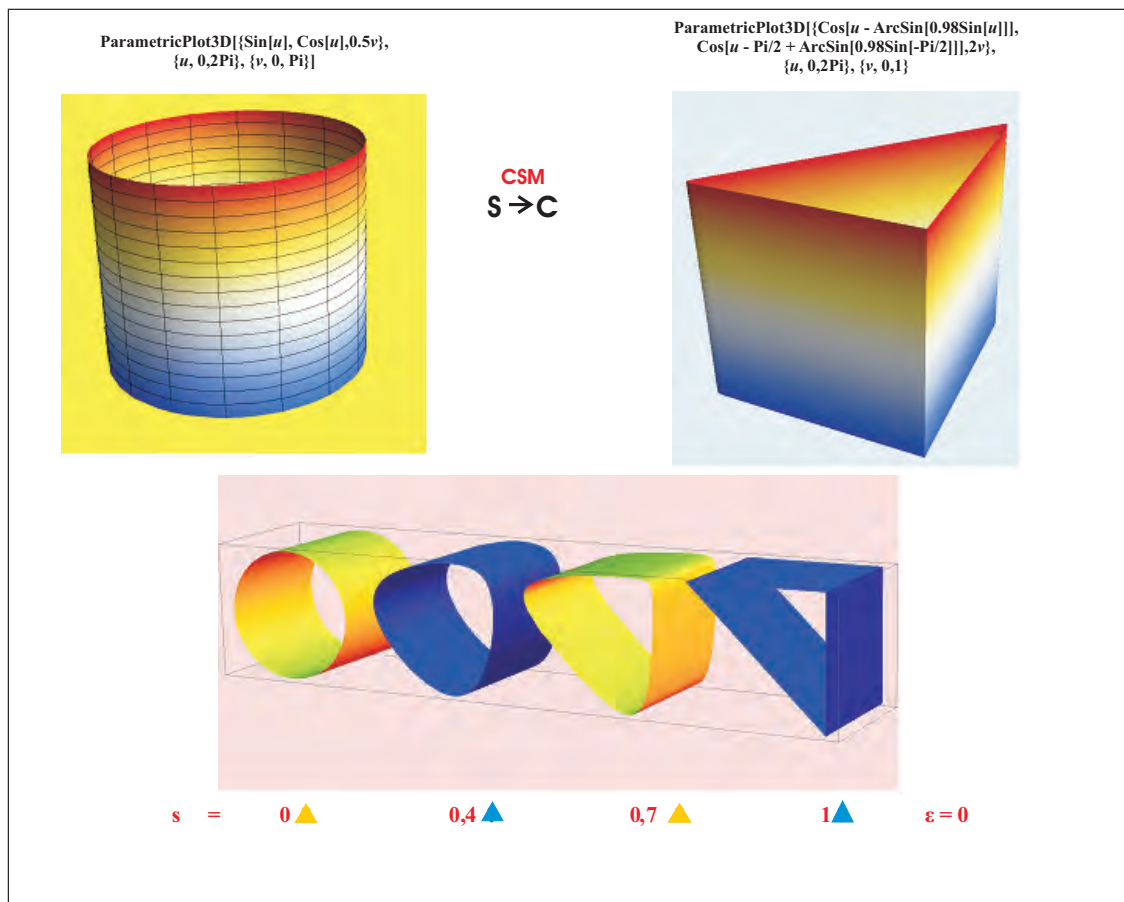 ParametricPlot3D[{Sin[u], Cos[u],0.5v},
{u, 0,2Pi}, {v, 0, Pi}]
ParametricPlot3D[{Cos[u - ArcSin[0.98Sin[u]]],
Cos[u - Pi/2 + ArcSin[0.98Sin[-Pi/2]]],2v},
{u, 0,2Pi}, {v, 0,1}
CSM
S → C
s = 0 0,4 0,7 1 ε = 0